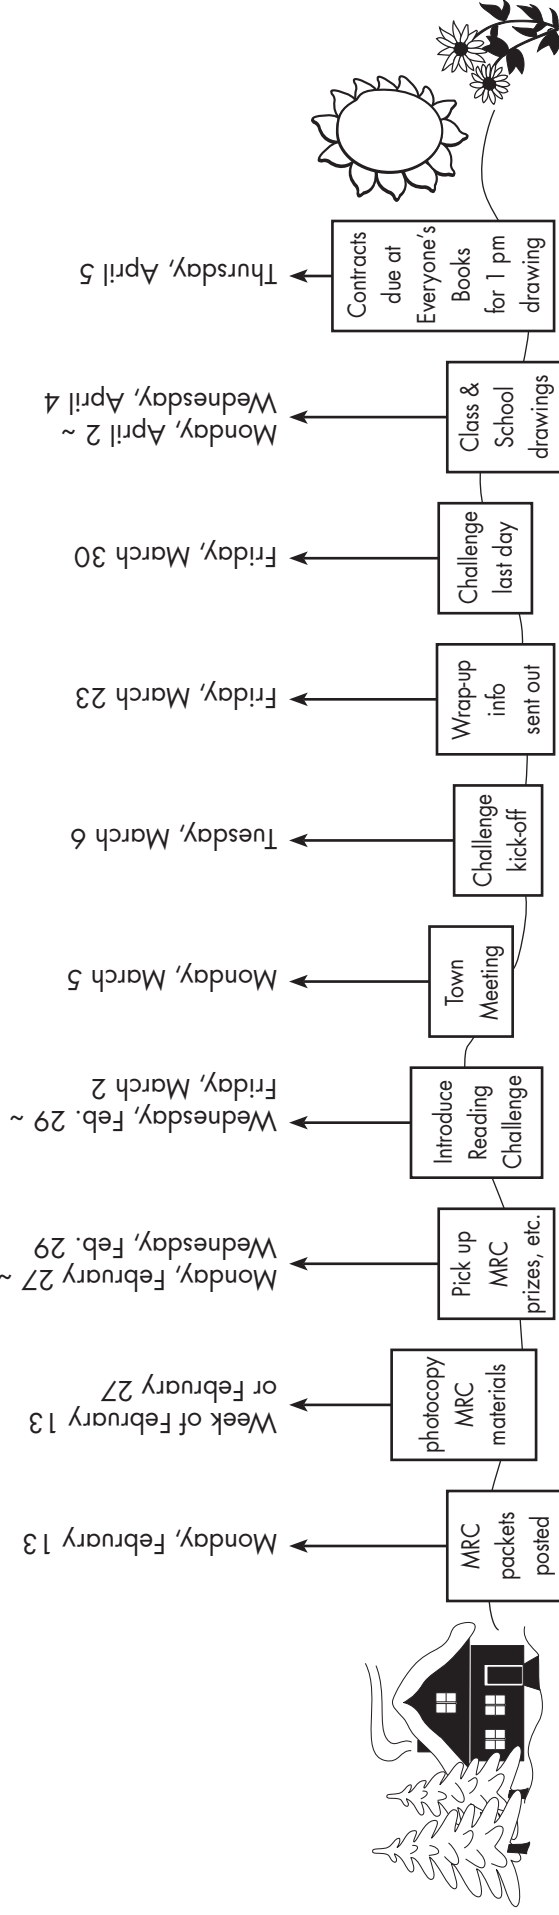 MRC
packets
posted
Monday, February 13
photocopy
MRC
materials
Week of February 13
or February 27
Pick up
MRC
prizes, etc.
Monday, February 27 ~
Wednesday, Feb. 29
Introduce
Reading
Challenge
Wednesday, Feb. 29 ~
Friday, March 2
Town
Meeting
Monday, March 5
Challenge
kick-off
Tuesday, March 6
Wrap-up
info
sent out
Friday, March 23
Challenge
last day
Friday, March 30
Class &
School
drawings
Monday, April 2 ~
Wednesday, April 4
Contracts
due at
Everyone's
Books
for 1 pm
drawing
Thursday, April 5